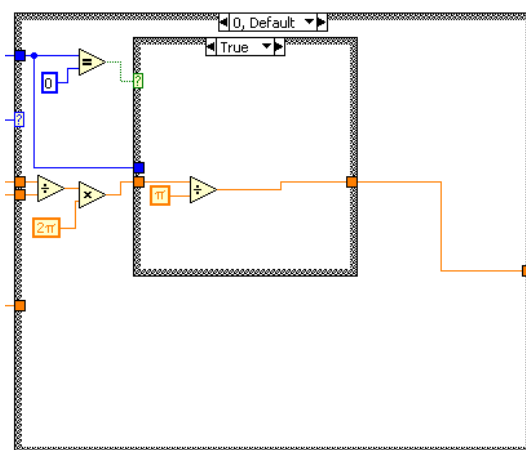 0, Default
True
=
0
?
?
÷
×
π
÷
2π